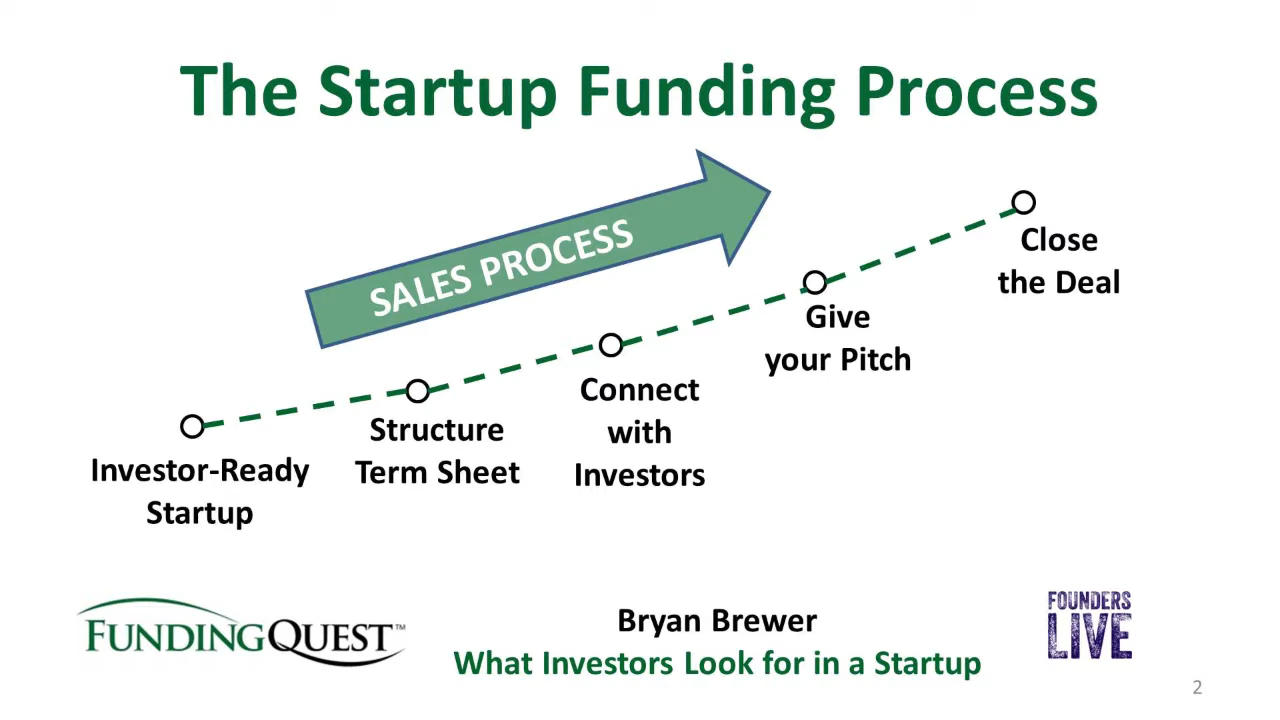 The Startup Funding Process
SALES PROCESS
Investor-Ready
Startup
Structure
Term Sheet
Connect
with
Investors
Give
your Pitch
Close
the Deal
FUNDINGQUEST™
Bryan Brewer
What Investors Look for in a Startup
FOUNDERS
LIVE
2